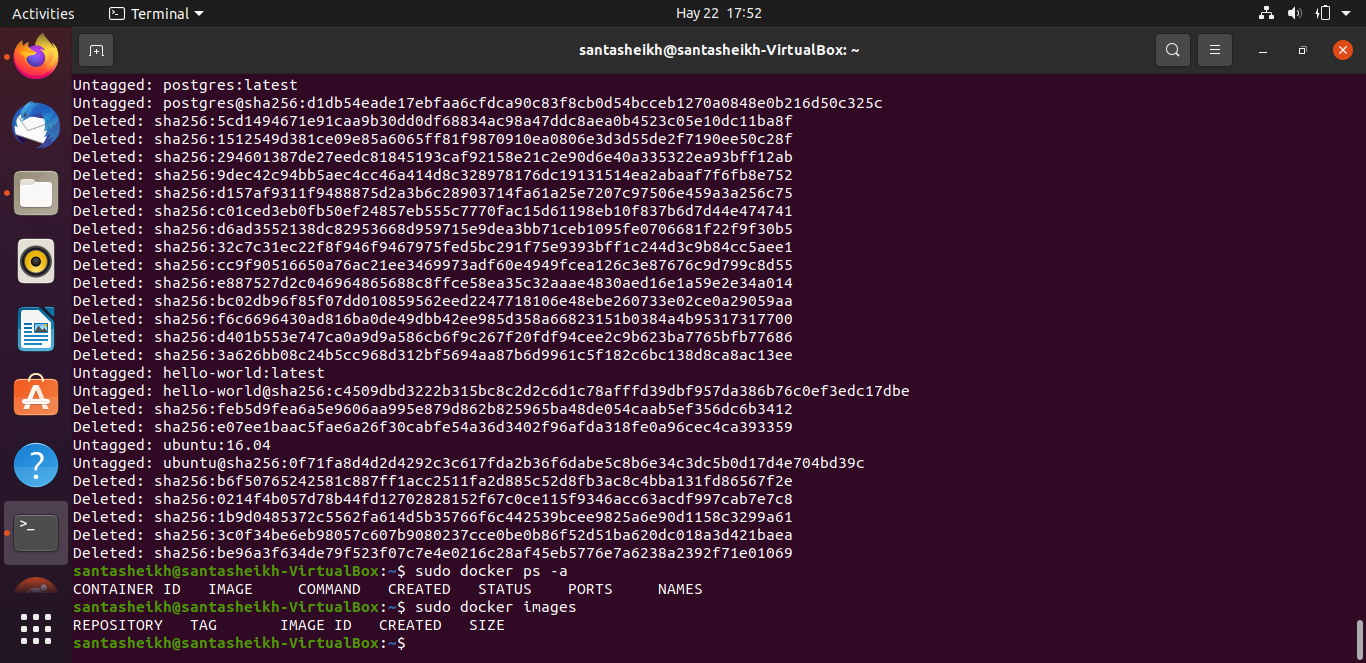 Activities
Terminal
Hay 22 17:52
santasheikh@santasheikh-VirtualBox: ~
Untagged: postgres:latest
Untagged: postgres@sha256:d1db54eade17ebfaa6cfdca90c83f8cb0d54bcceb1270a0848e0b216d50c325c
Deleted: sha256:5cd1494671e91caa9b30dd0df68834ac98a47ddc8aea0b4523c05e10dc11ba8f
Deleted: sha256:1512549d381ce09e85a6065ff81f9870910ea0806e3d3d55de2f7190ee50c28f
Deleted: sha256:294601387de27eedc81845193caf92158e21c2e90d6e40a335322ea93bff12ab
Deleted: sha256:9dec42c94bb5aec4cc46a414d8c328978176dc19131514ea2abaaf7f6fb8e752
Deleted: sha256:d157af9311f9488875d2a3b6c28903714fa61a25e7207c97506e459a3a256c75
Deleted: sha256:c01ced3eb0fb50ef24857eb555c7770fac15d61198eb10f837b6d7d44e474741
Deleted: sha256:d6ad3552138dc82953668d959715e9dea3bb71ceb1095fe0706681f22f9f30b5
Deleted: sha256:32c7c31ec22f8f946f9467975fed5bc291f75e9393bff1c244d3c9b84cc5aee1
Deleted: sha256:cc9f90516650a76ac21ee3469973adf60e4949fcea126c3e87676c9d799c8d55
Deleted: sha256:e887527d2c046964865688c8ffce58ea35c32aaae4830aed16e1a59e2e34a014
Deleted: sha256:bc02db96f85f07dd010859562eed2247718106e48ebe260733e02ce0a29059aa
Deleted: sha256:f6c6696430ad816ba0de49dbb42ee985d358a66823151b0384a4b95317317700
Deleted: sha256:d401b553e747ca0a9d9a586cb6f9c267f20fdf94cee2c9b623ba7765bfb77686
Deleted: sha256:3a626bb08c24b5cc968d312bf5694aa87b6d9961c5f182c6bc138d8ca8ac13ee
Untagged: hello-world:latest
Untagged: hello-world@sha256:c4509dbd3222b315bc8c2d2c6d1c78afffd39dbf957da386b76c0ef3edc17dbe
Deleted: sha256:feb5d9fea6a5e9606aa995e879d862b825965ba48de054caab5ef356dc6b3412
Deleted: sha256:e07ee1baac5fae6a26f30cabfe54a36d3402f96afda318fe0a96cec4ca393359
Untagged: ubuntu:16.04
Untagged: ubuntu@sha256:0f71fa8d4d2d4292c3c617fda2b36f6dabe5c8b6e34c3dc5b0d17d4e704bd39c
Deleted: sha256:b6f50765242581c887ff1acc2511fa2d885c52d8fb3ac8c4bba131fd86567f2e
Deleted: sha256:0214f4b057d78b44fd12702828152f67c0ce115f9346acc63acdf997cab7e7c8
Deleted: sha256:1b9d0485372c5562fa614d5b35766f6c442539bcee9825a6e90d1158c3299a61
Deleted: sha256:3c0f34be6eb98057c607b9080237cce0be0b86f52d51ba620dc018a3d421baea
Deleted: sha256:be96a3f634de79f523f07c7e4e0216c28af45eb5776e7a6238a2392f71e01069
santasheikh@santasheikh-VirtualBox:~$ sudo docker ps -a
CONTAINER ID IMAGE COMMAND CREATED STATUS PORTS NAMES
santasheikh@santasheikh-VirtualBox:~$ sudo docker images
REPOSITORY TAG IMAGE ID CREATED SIZE
santasheikh@santasheikh-VirtualBox:~$